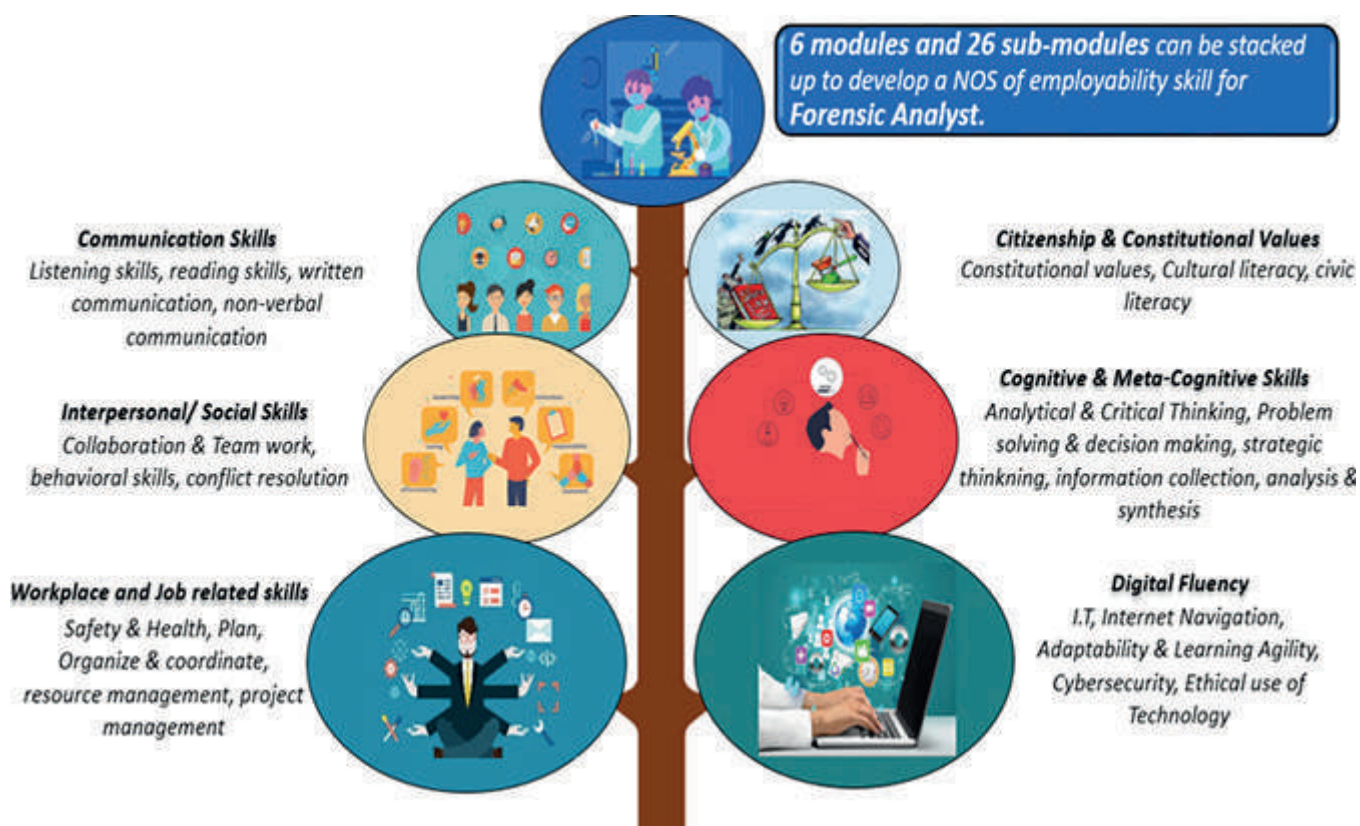 6 modules and 26 sub-modules can be stacked
up to develop a NOS of employability skill for
Forensic Analyst.
Communication Skills
Listening skills, reading skills, written
communication, non-verbal
communication
Citizenship & Constitutional Values
Constitutional values, Cultural literacy, civic
literacy
Interpersonal/ Social Skills
Collaboration & Team work,
behavioral skills, conflict resolution
Cognitive & Meta-Cognitive Skills
Analytical & Critical Thinking, Problem
solving & decision making, strategic
thinkning, information collection, analysis &
synthesis
Workplace and Job related skills
Safety & Health, Plan,
Organize & coordinate,
resource management, project
management
Digital Fluency
I.T, Internet Navigation,
Adaptability & Learning Agility,
Cybersecurity, Ethical use of
Technology